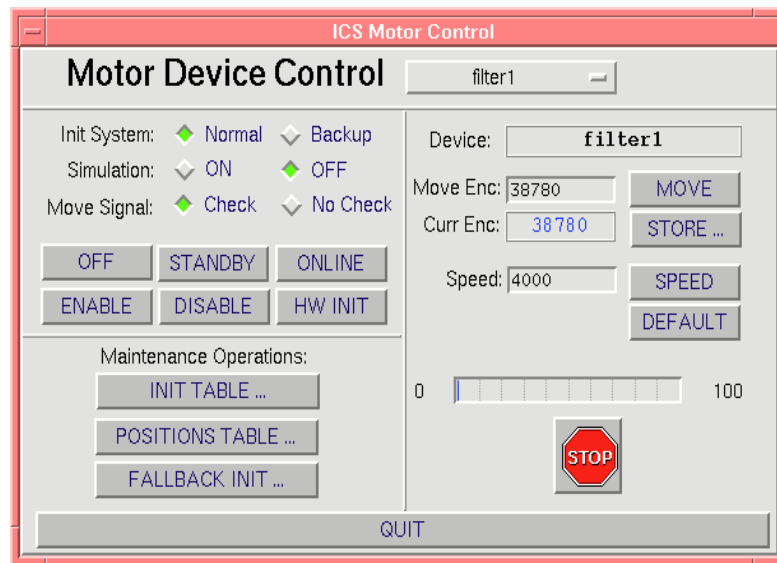 ICS Motor Control
Motor Device Control filter1
Init System: Normal Backup
Simulation: ON OFF
Move Signal: Check No Check
OFF STANDBY ONLINE
ENABLE DISABLE HW INIT
Maintenance Operations:
INIT TABLE ...
POSITIONS TABLE ...
FALLBACK INIT ...
Device: filter1
Move Enc: 38780 MOVE
Curr Enc: 38780 STORE ...
Speed: 4000 SPEED
DEFAULT
0 100
STOP
QUIT